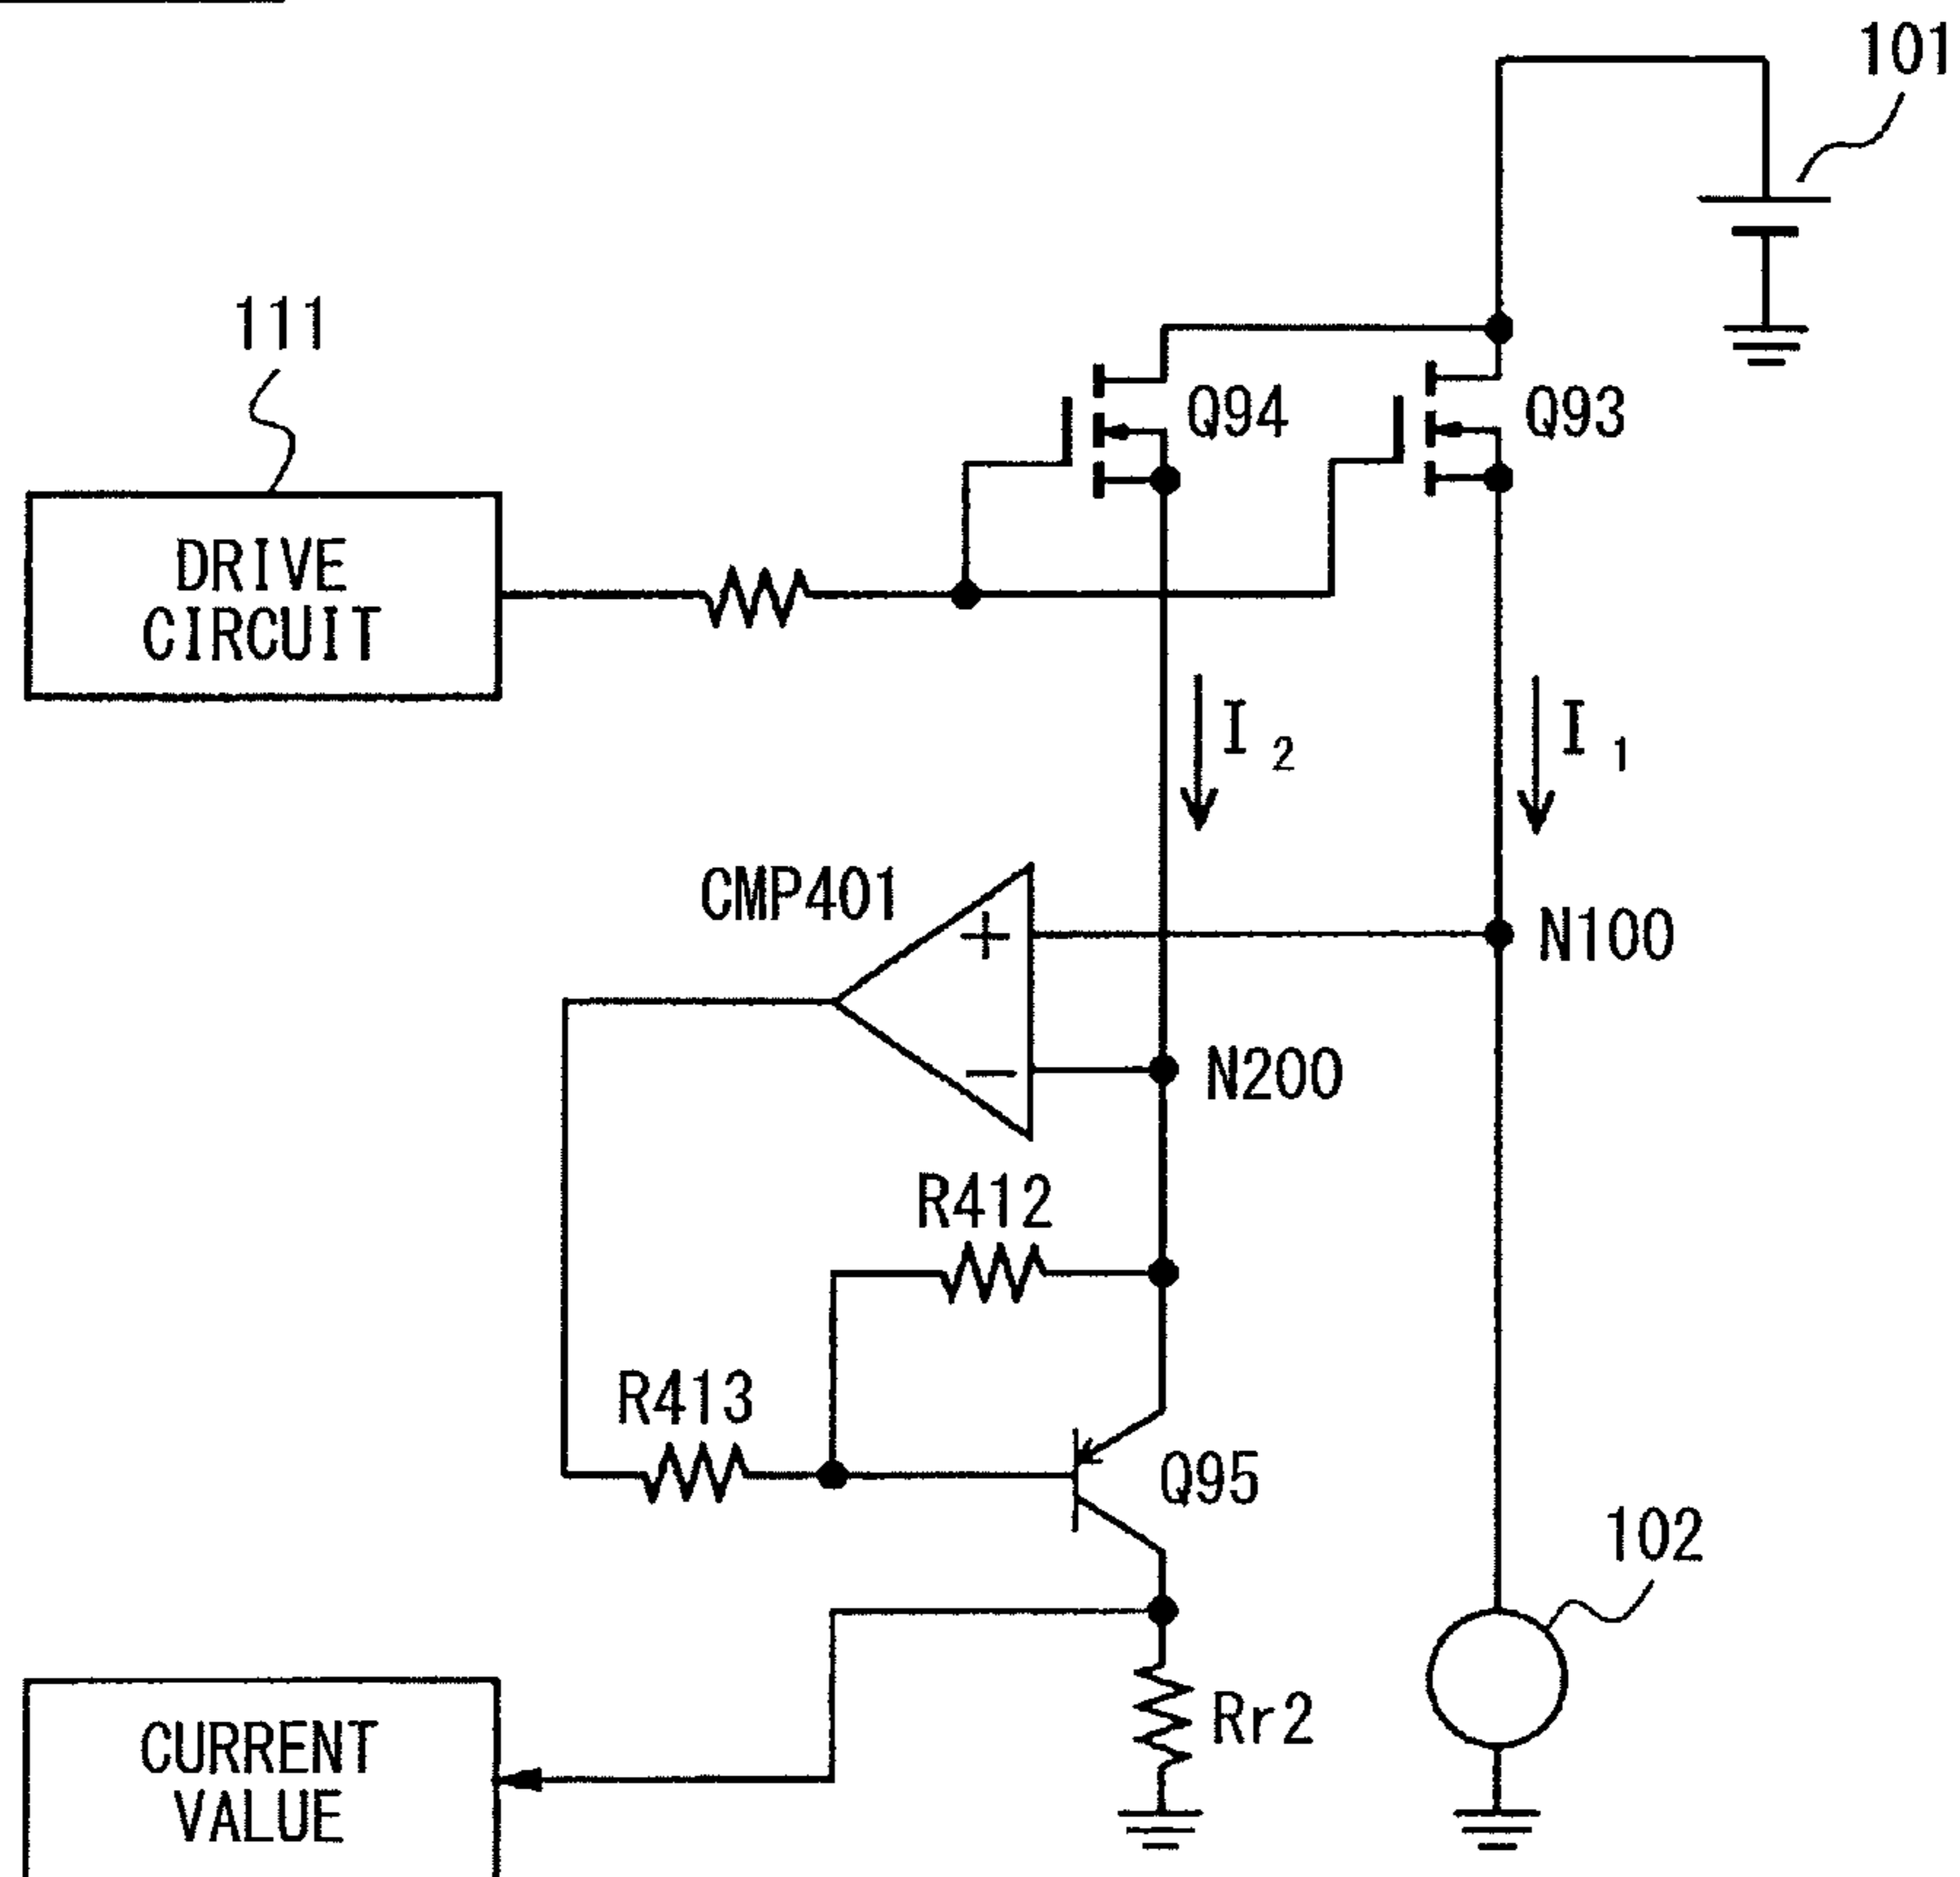 101
111
Q94
Q93
DRIVE
CIRCUIT
I 2
I 1
CMP401
+
N100
−
N200
R412
R413
Q95
102
Rr2
CURRENT
VALUE